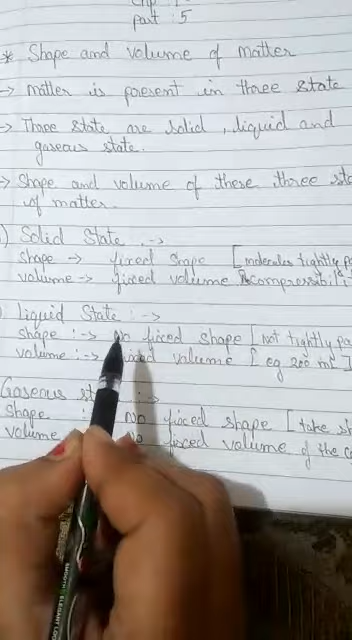 part : 5
* Shape and volume of matter
-> matter is present in three state
-> Three state are solid, liquid and
gaseous state.
-> Shape and volume of these three
of matter.
) Solid State :->
shape -> fixed shape [molecules tightly
volume -> fixed volume
Liquid State :->
shape :-> no fixed shape [Not tightly
volume :-> fixed volume [eg 200 mL]
Gaseous
shape : No fixed shape [take
volume No fixed volume of the
SMOOTH & ELEGANT